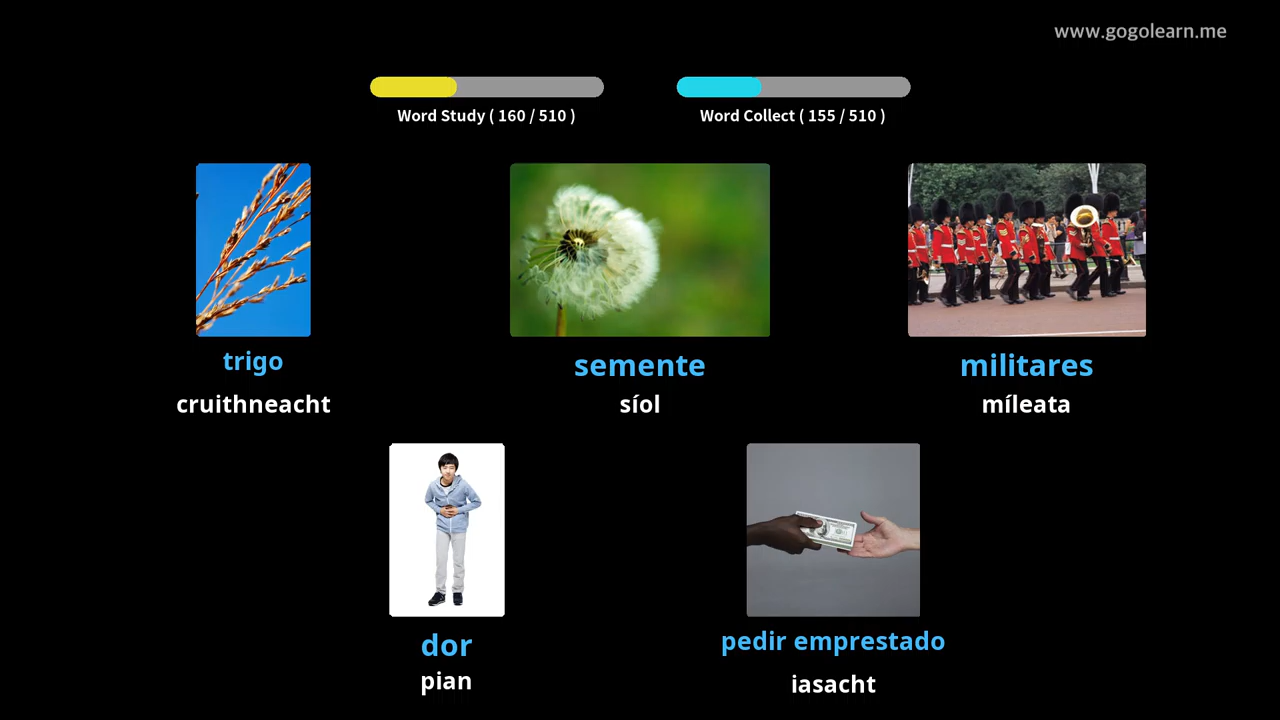 www.gogolearn.me
Word Study ( 160 / 510 )
Word Collect ( 155 / 510 )
trigo
cruithneacht
semente
síol
militares
míleata
dor
pian
pedir emprestado
iasacht